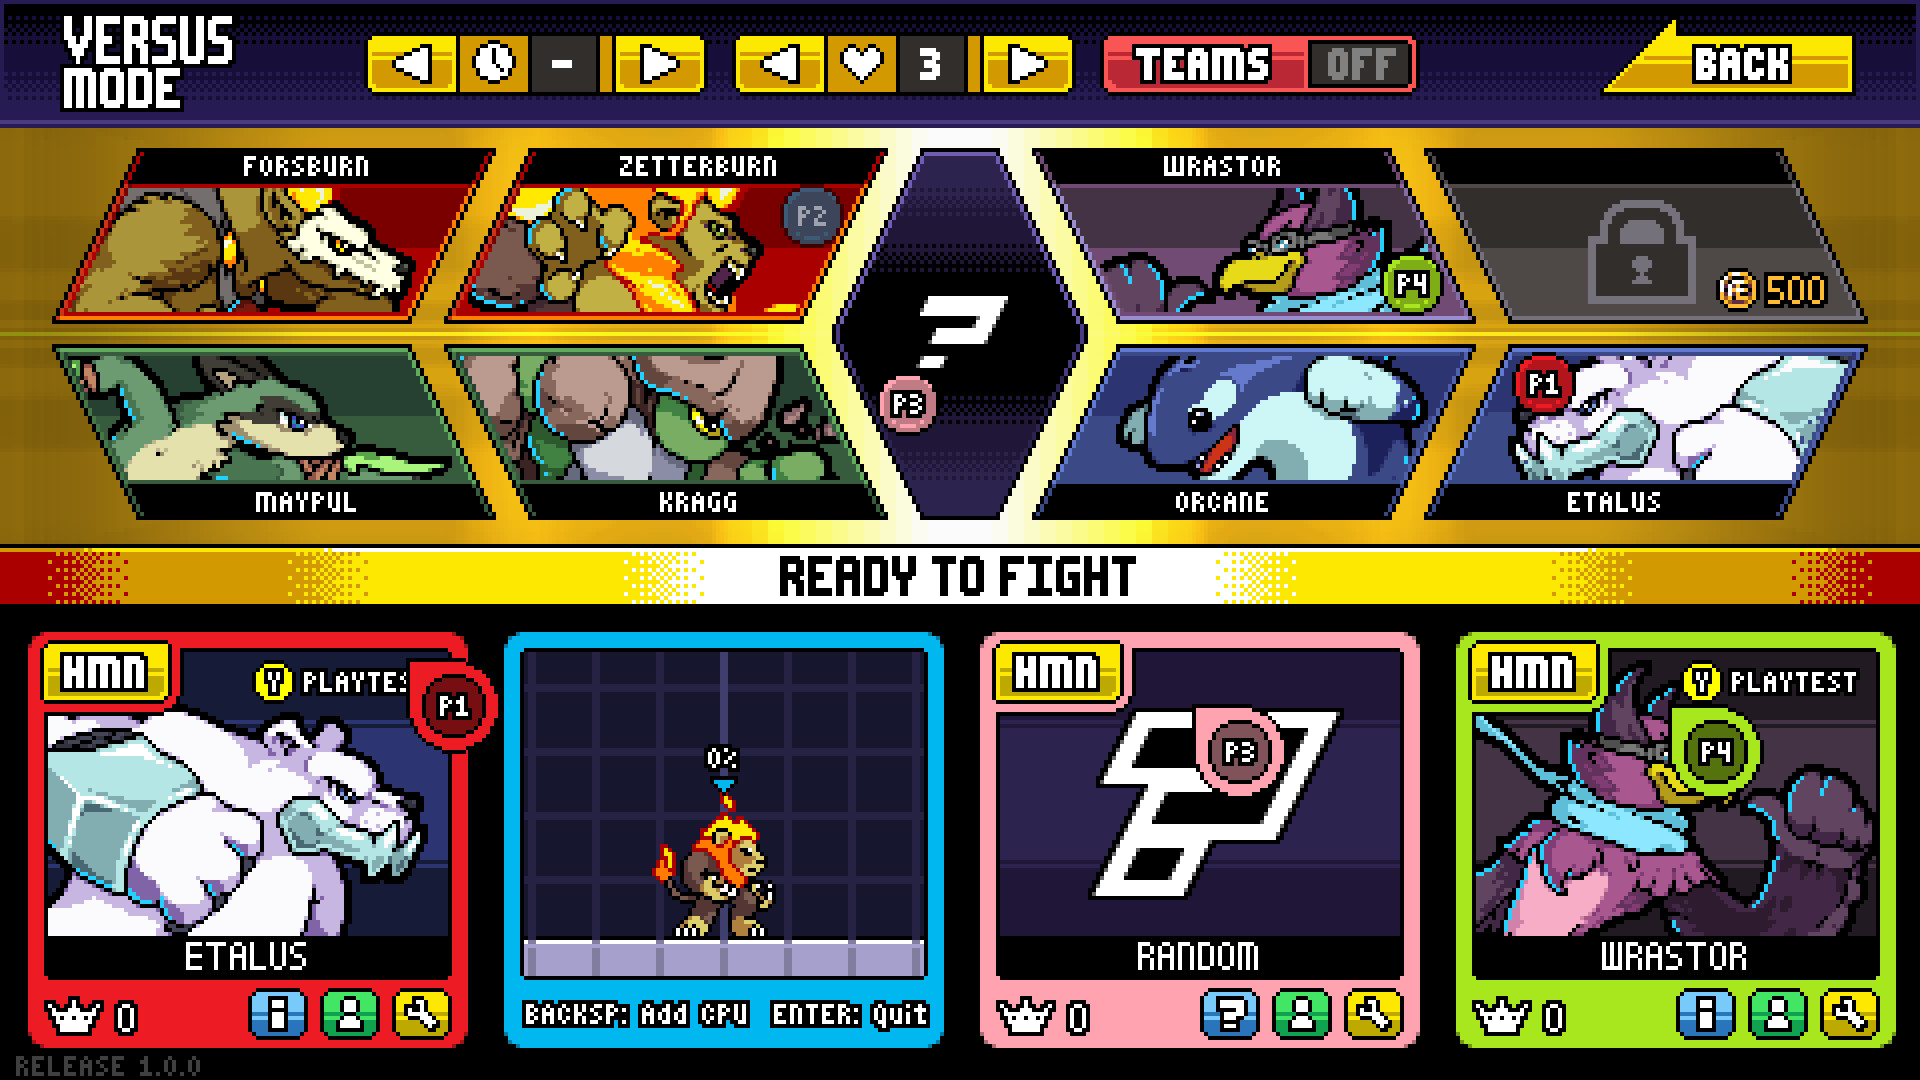 VERSUS
MODE
- 3 TEAMS OFF BACK
FORSBURN ZETTERBURN WRASTOR
P2
P4 500
?
P3 P1
MAYPUL KRAGG ORCANE ETALUS
READY TO FIGHT
HMN Y PLAYTES P1
0%
HMN P3
HMN Y PLAYTEST P4
ETALUS RANDOM WRASTOR
0 BACKSP: Add CPU ENTER: Quit 0 ? 0
RELEASE 1.0.0